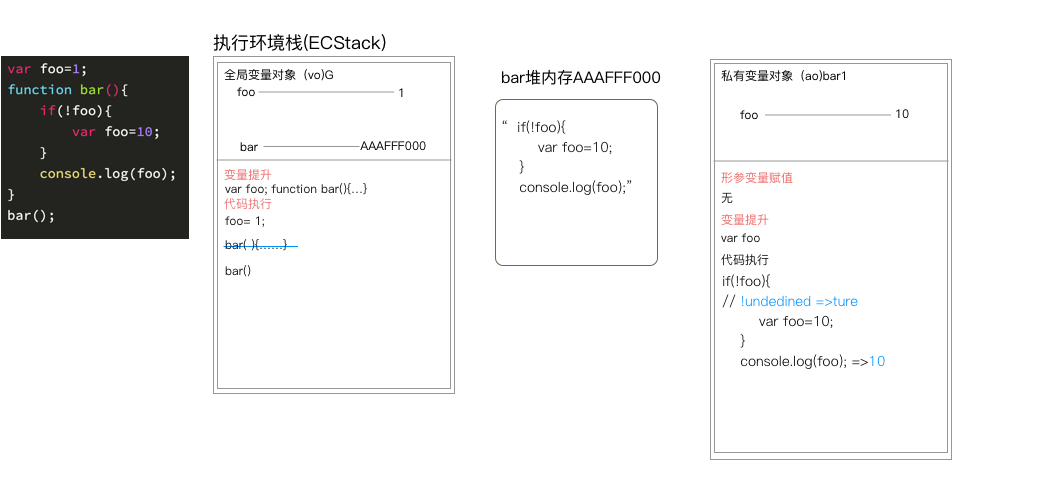 var foo=1;
function bar(){
if(!foo){
var foo=10;
}
console.log(foo);
}
bar();
执行环境栈(ECStack)
全局变量对象（vo)G
foo 1
bar AAAFFF000
变量提升
var foo; function bar(){...}
代码执行
foo= 1;
bar( ){......}
bar()
bar堆内存AAAFFF000
“ if(!foo){
var foo=10;
}
console.log(foo);”
私有变量对象（ao)bar1
foo 10
形参变量赋值
无
变量提升
var foo
代码执行
if(!foo){
// !undedined =>ture
var foo=10;
}
console.log(foo); =>10